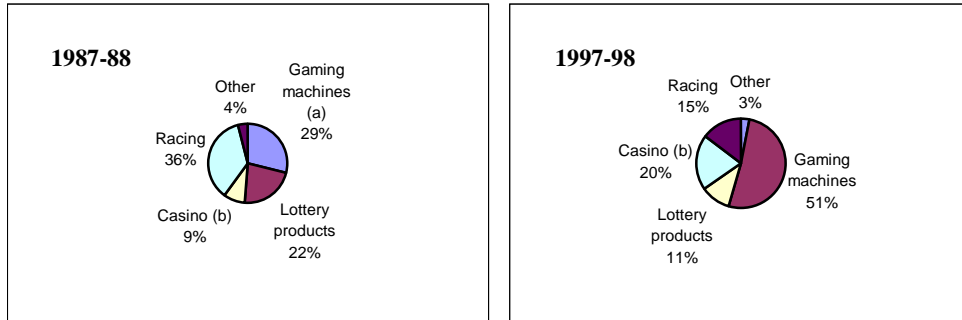 1987-88
Gaming
machines
(a)
29%
Other
4%
Racing
36%
Casino (b)
9%
Lottery
products
22%
1997-98
Other
3%
Racing
15%
Casino (b)
20%
Gaming
machines
51%
Lottery
products
11%